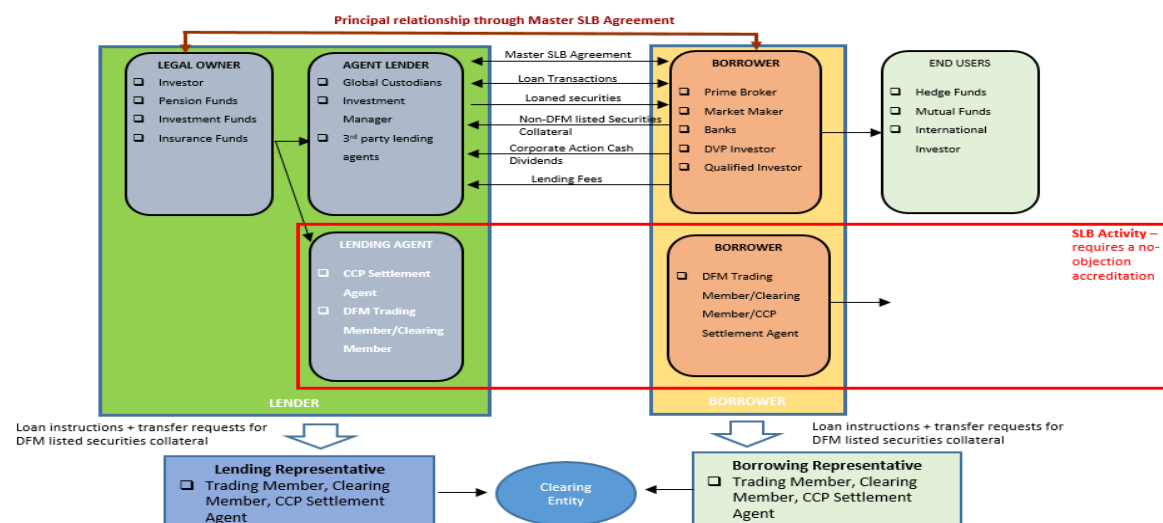 Principal relationship through Master SLB Agreement
LEGAL OWNER
❑ Investor
❑ Pension Funds
❑ Investment Funds
❑ Insurance Funds
AGENT LENDER
❑ Global Custodians
❑ Investment
Manager
❑ 3rd party lending
agents
Master SLB Agreement
Loan Transactions
Loaned securities
Non-DFM listed Securities
Collateral
Corporate Action Cash
Dividends
Lending Fees
BORROWER
❑ Prime Broker
❑ Market Maker
❑ Banks
❑ DVP Investor
❑ Qualified Investor
END USERS
❑ Hedge Funds
❑ Mutual Funds
❑ International
Investor
LENDING AGENT
❑ CCP Settlement
Agent
❑ DFM Trading
Member/Clearing
Member
BORROWER
❑ DFM Trading
Member/Clearing
Member/CCP
Settlement Agent
SLB Activity –
requires a no-
objection
accreditation
LENDER
BORROWER
Loan instructions + transfer requests for
DFM listed securities collateral
Loan instructions + transfer requests for
DFM listed securities collateral
Lending Representative
❑ Trading Member, Clearing
Member, CCP Settlement
Agent
Clearing
Entity
Borrowing Representative
❑ Trading Member, Clearing
Member, CCP Settlement
Agent